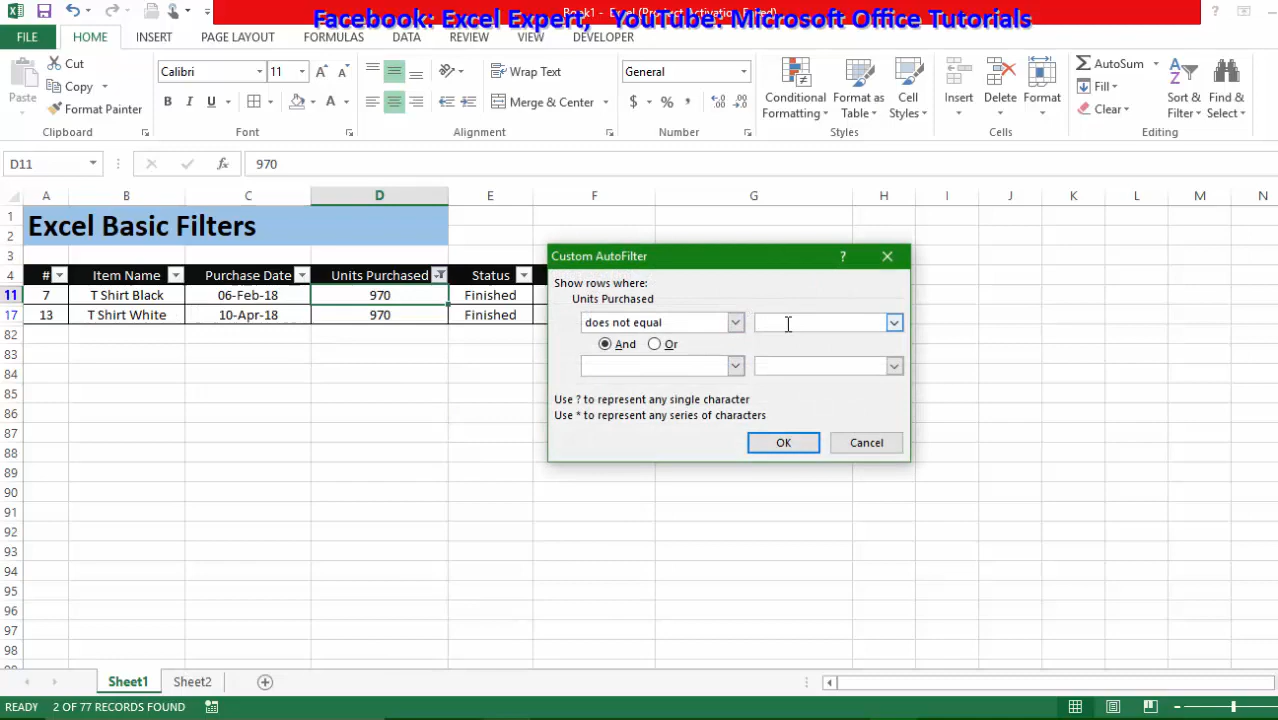 Book1 - Excel (Product Activation Failed)
Facebook: Excel Expert, YouTube: Microsoft Office Tutorials
FILE HOME INSERT PAGE LAYOUT FORMULAS DATA REVIEW VIEW DEVELOPER
Paste Cut Copy Format Painter
Calibri 11 B I U A
Wrap Text Merge & Center
General $ % ,
Conditional Formatting Format as Table Cell Styles
Insert Delete Format
AutoSum Fill Clear Sort & Filter Find & Select
Clipboard Font Alignment Number Styles Cells Editing
D11 fx 970
A B C D E F G H I J K L M N
1 Excel Basic Filters
2
3
4 # Item Name Purchase Date Units Purchased Status
11 7 T Shirt Black 06-Feb-18 970 Finished
17 13 T Shirt White 10-Apr-18 970 Finished
82
83
84
85
86
87
88
89
90
91
92
93
94
95
96
97
98
Custom AutoFilter ?
Show rows where:
Units Purchased
does not equal
And Or
Use ? to represent any single character
Use * to represent any series of characters
OK Cancel
Sheet1 Sheet2
READY 2 OF 77 RECORDS FOUND